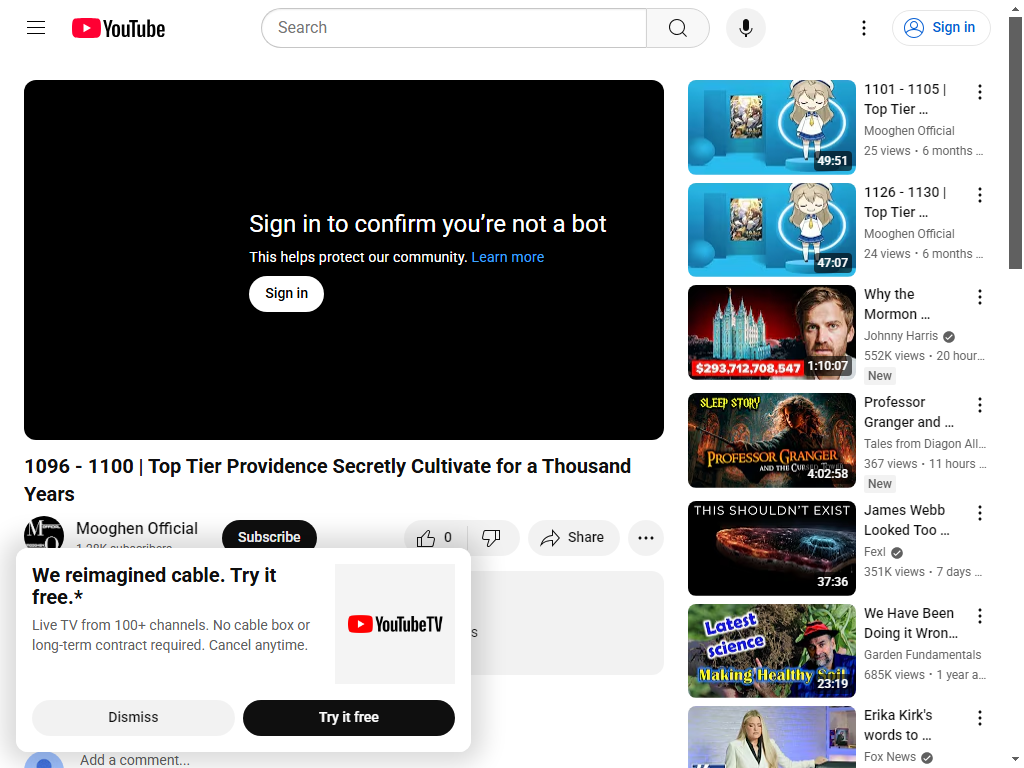 YouTube
Search
Sign in
Sign in to confirm you’re not a bot
This helps protect our community. Learn more
Sign in
1096 - 1100 | Top Tier Providence Secretly Cultivate for a Thousand
Years
Mooghen Official
Subscribe
0
Share
We reimagined cable. Try it
free.*
Live TV from 100+ channels. No cable box or
long-term contract required. Cancel anytime.
YouTubeTV
Dismiss
Try it free
Add a comment...
1101 - 1105 |
Top Tier ...
Mooghen Official
25 views • 6 months ...
49:51
1126 - 1130 |
Top Tier ...
Mooghen Official
24 views • 6 months ...
47:07
Why the
Mormon ...
Johnny Harris
552K views • 20 hour...
New
$293,712,708,547
1:10:07
SLEEP STORY
PROFESSOR GRANGER
AND THE CURSED TOWER
4:02:58
Professor
Granger and ...
Tales from Diagon All...
367 views • 11 hours ...
New
THIS SHOULDN'T EXIST
37:36
James Webb
Looked Too ...
Fexl
351K views • 7 days ...
Latest
science
Making Healthy Soil
23:19
We Have Been
Doing it Wron...
Garden Fundamentals
685K views • 1 year a...
Erika Kirk's
words to ...
Fox News